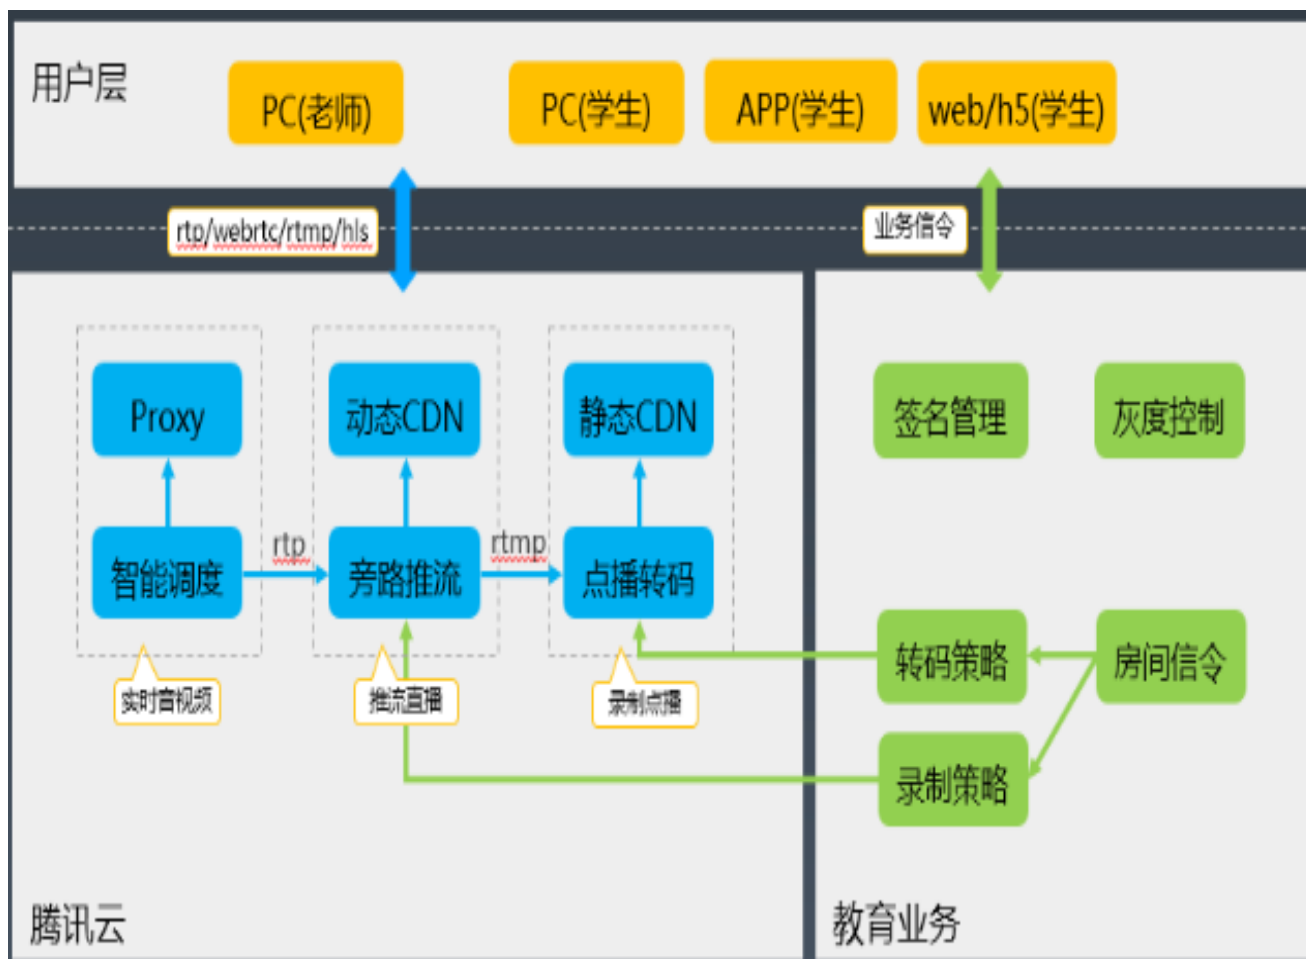 用户层
PC(老师)
PC(学生)
APP(学生)
web/h5(学生)
rtp/webrtc/rtmp/hls
业务信令
Proxy
动态CDN
静态CDN
签名管理
灰度控制
智能调度
rtp
旁路推流
rtmp
点播转码
转码策略
房间信令
实时音视频
推流直播
录制点播
录制策略
腾讯云
教育业务